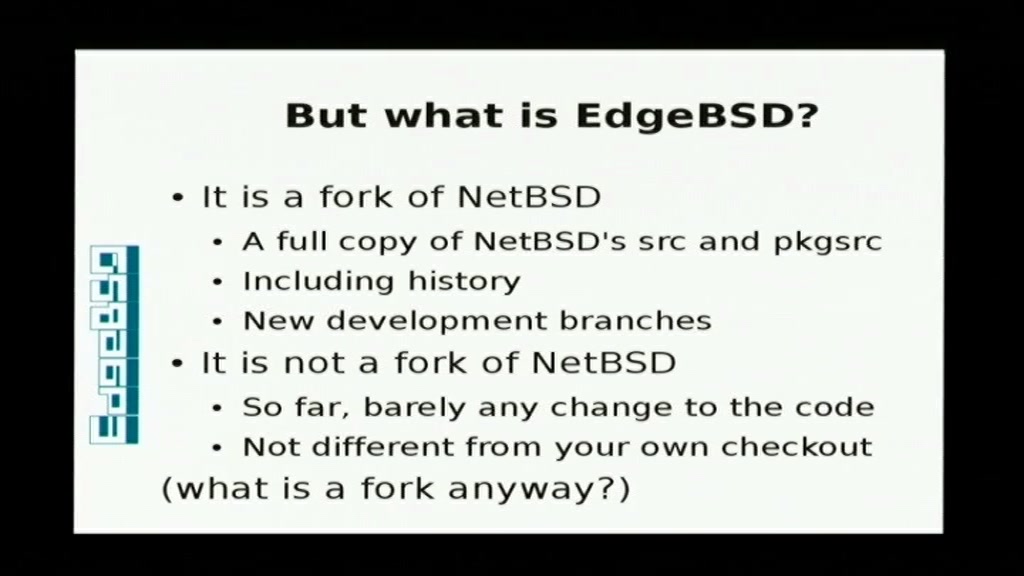 But what is EdgeBSD?
• It is a fork of NetBSD
• A full copy of NetBSD's src and pkgsrc
• Including history
• New development branches
• It is not a fork of NetBSD
• So far, barely any change to the code
• Not different from your own checkout
(what is a fork anyway?)
EdgeBSD